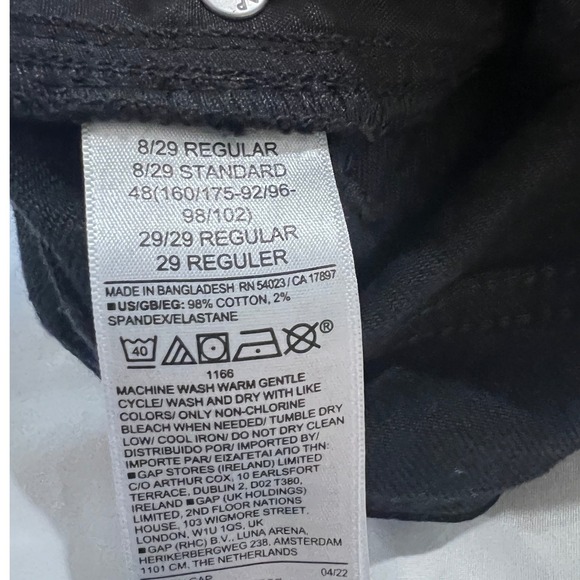 AP
8/29 REGULAR
8/29 STANDARD
48(160/175-92/96-
98/102)
29/29 REGULAR
29 REGULER
MADE IN BANGLADESH RN 54023 / CA 17897
■US/GB/EG: 98% COTTON, 2%
SPANDEX/ELASTANE
40 ®
1166
MACHINE WASH WARM GENTLE
CYCLE/ WASH AND DRY WITH LIKE
COLORS/ ONLY NON-CHLORINE
BLEACH WHEN NEEDED/ TUMBLE DRY
LOW/ COOL IRON/ DO NOT DRY CLEAN
DISTRIBUIDO POR/ IMPORTED BY/
IMPORTE PAR/ ΕΙΣΑΓΕΤΑΙ ΑΠΟ ΤΗΝ:
■GAP STORES (IRELAND) LIMITED
C/O ARTHUR COX, 10 EARLSFORT
TERRACE, DUBLIN 2, D02 T380,
IRELAND ■GAP (UK HOLDINGS)
LIMITED, 2ND FLOOR NATIONS
HOUSE, 103 WIGMORE STREET,
LONDON, W1U 1QS, UK
■GAP (RHC) B.V., LUNA ARENA,
HERIKERBERGWEG 238, AMSTERDAM
1101 CM, THE NETHERLANDS
04/22